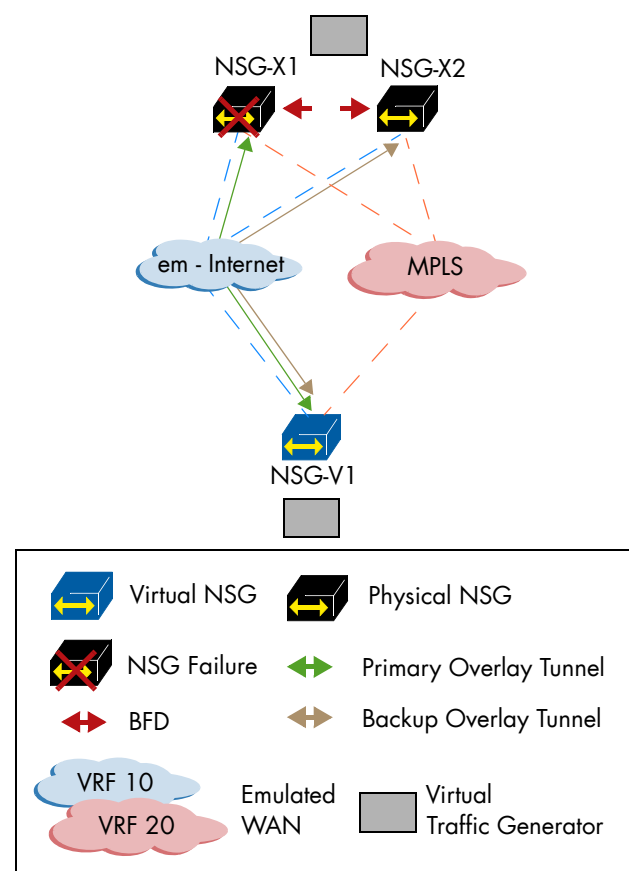 NSG-X1
NSG-X2
em - Internet
MPLS
NSG-V1
Virtual NSG
Physical NSG
NSG Failure
Primary Overlay Tunnel
BFD
Backup Overlay Tunnel
VRF 10
VRF 20
Emulated
WAN
Virtual
Traffic Generator